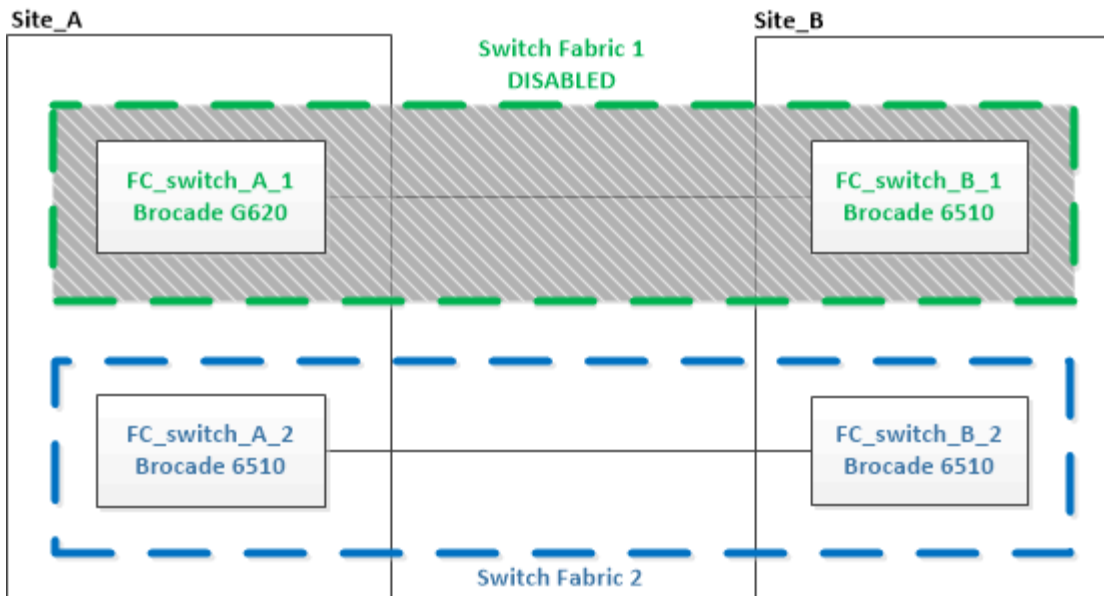 Site_A
Site_B
Switch Fabric 1
DISABLED
FC_switch_A_1
Brocade G620
FC_switch_B_1
Brocade 6510
FC_switch_A_2
Brocade 6510
FC_switch_B_2
Brocade 6510
Switch Fabric 2